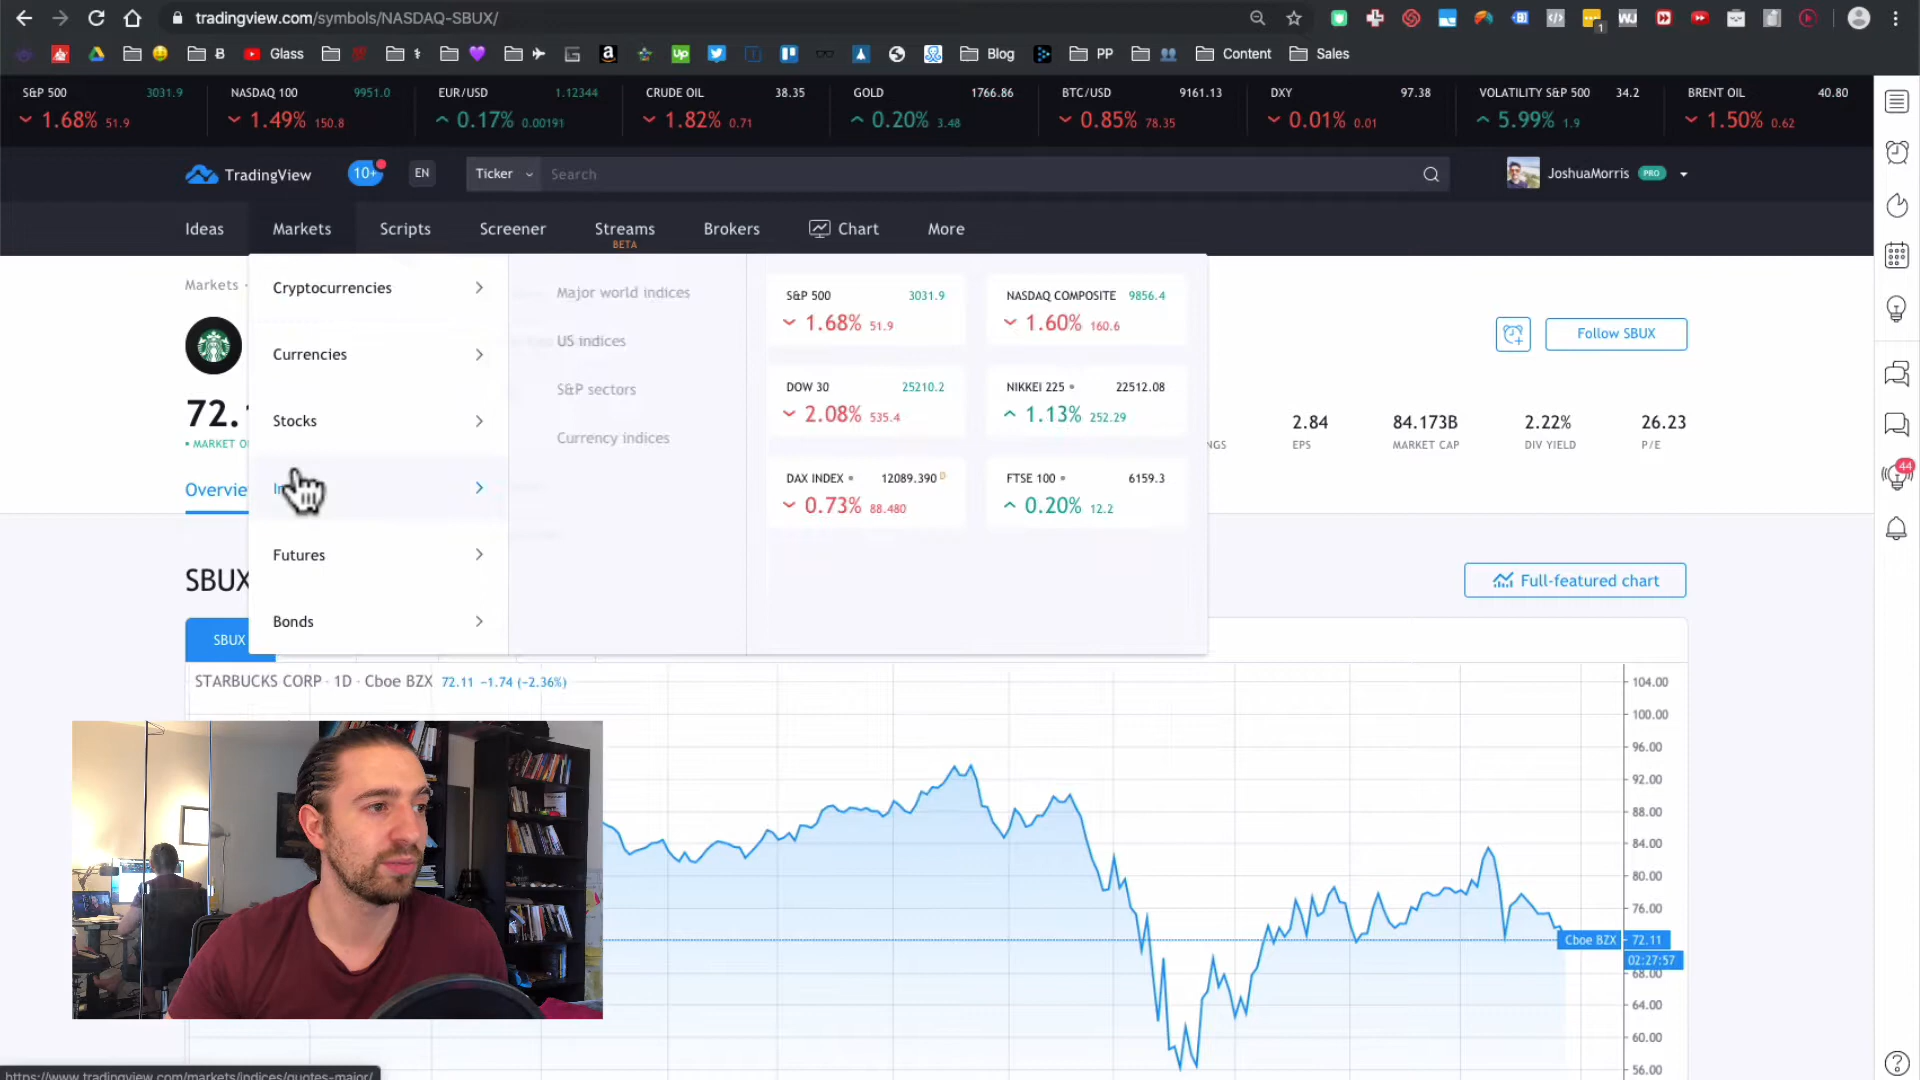 tradingview.com/symbols/NASDAQ-SBUX/
1
Glass
Blog
PP
Content
Sales
S&P 500 3031.9
1.68% 51.9
NASDAQ 100 9951.0
1.49% 150.8
EUR/USD 1.12344
0.17% 0.00191
CRUDE OIL 38.35
1.82% 0.71
GOLD 1766.86
0.20% 3.48
BTC/USD 9161.13
0.85% 78.35
DXY 97.38
0.01% 0.01
VOLATILITY S&P 500 34.2
5.99% 1.9
BRENT OIL 40.80
1.50% 0.62
TradingView
10+
EN
Ticker
Search
JoshuaMorris PRO
Ideas
Markets
Scripts
Screener
Streams
BETA
Brokers
Chart
More
Markets
Cryptocurrencies
Currencies
Stocks
Futures
Bonds
Major world indices
US indices
S&P sectors
Currency indices
S&P 500 3031.9
1.68% 51.9
NASDAQ COMPOSITE 9856.4
1.60% 160.6
DOW 30 25210.2
2.08% 535.4
NIKKEI 225 22512.08
1.13% 252.29
DAX INDEX 12089.390 D
0.73% 88.480
FTSE 100 6159.3
0.20% 12.2
Follow SBUX
72.
MARKET O
NGS
2.84
EPS
84.173B
MARKET CAP
2.22%
DIV YIELD
26.23
P/E
44
Overvie
SBUX
Full-featured chart
SBUX
STARBUCKS CORP · 1D · Cboe BZX 72.11 −1.74 (−2.36%)
104.00
100.00
96.00
92.00
88.00
84.00
80.00
76.00
Cboe BZX 72.11
02:27:57
68.00
64.00
60.00
56.00
https://www.tradingview.com/markets/indices/quotes-major/